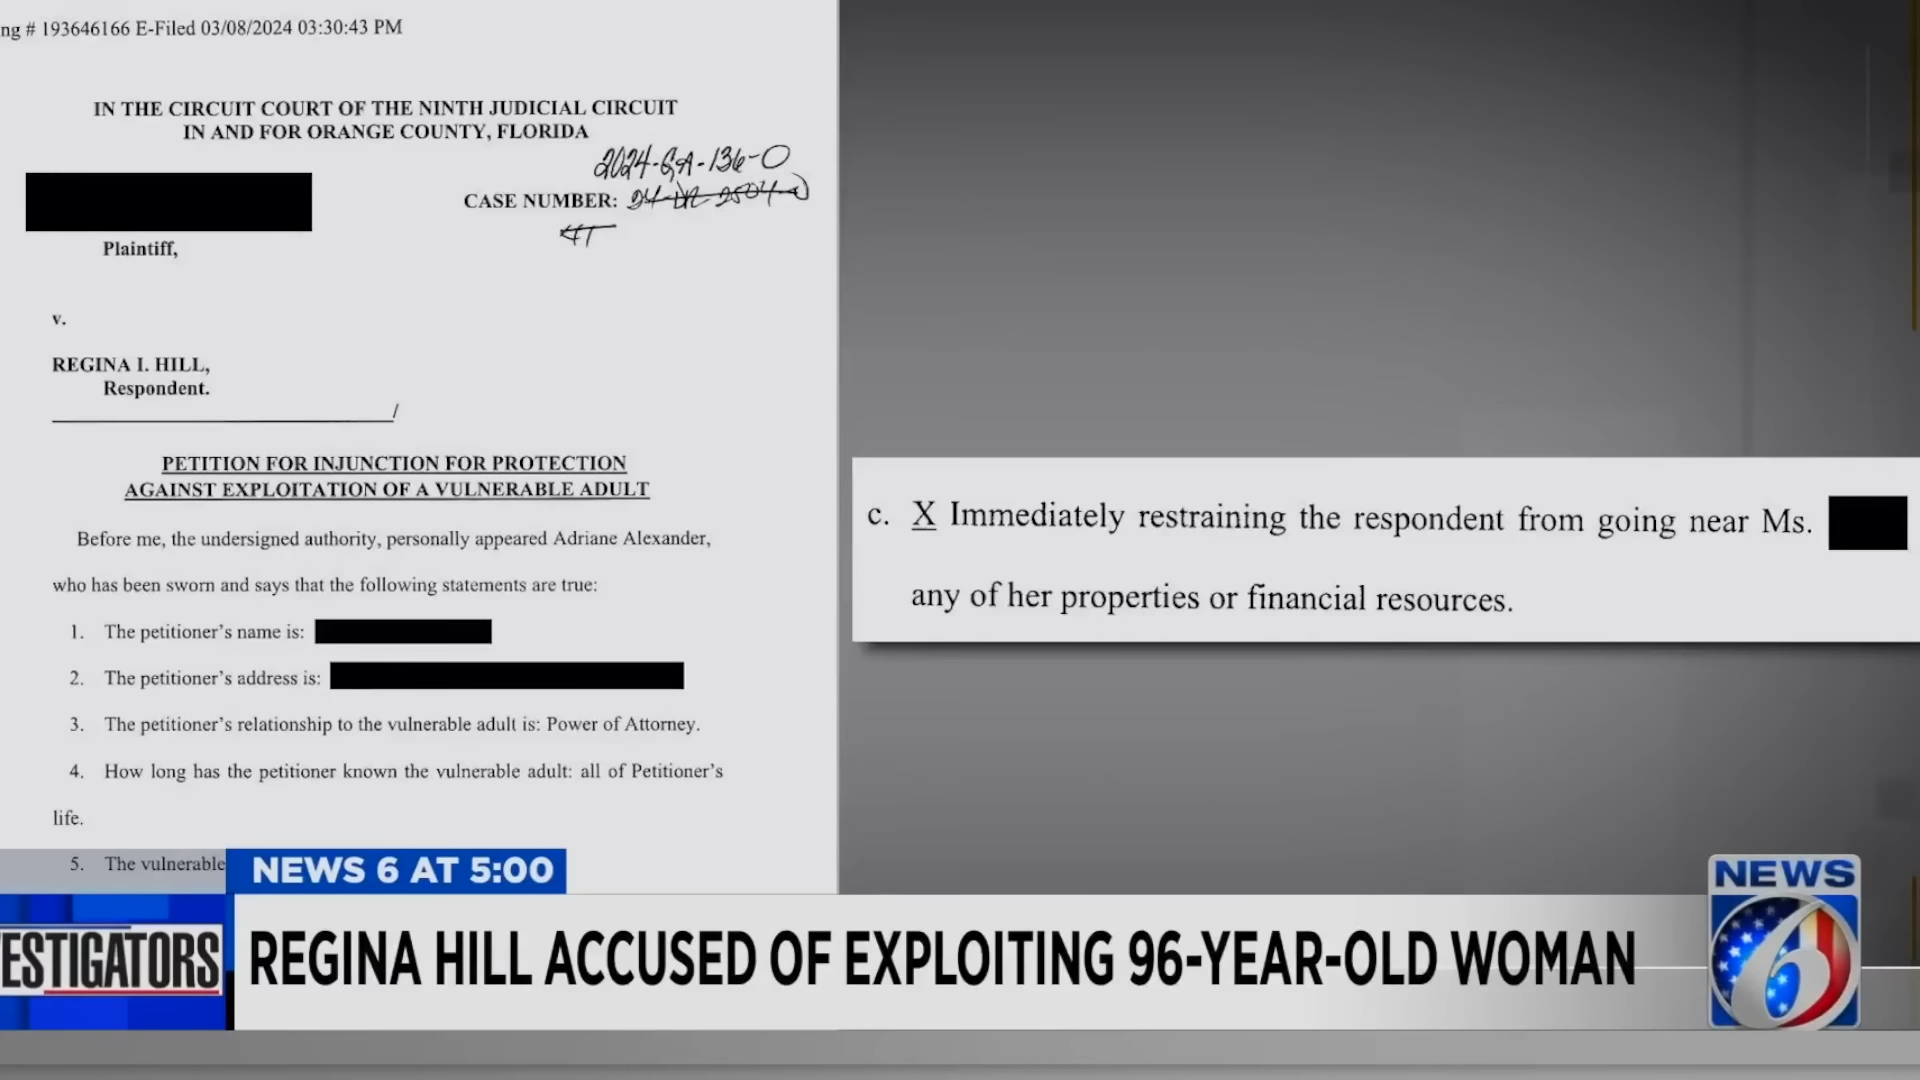 ng # 193646166 E-Filed 03/08/2024 03:30:43 PM
IN THE CIRCUIT COURT OF THE NINTH JUDICIAL CIRCUIT
IN AND FOR ORANGE COUNTY, FLORIDA
2024-GA-136-O
CASE NUMBER:
Plaintiff,
v.
REGINA I. HILL,
Respondent.
/
PETITION FOR INJUNCTION FOR PROTECTION
AGAINST EXPLOITATION OF A VULNERABLE ADULT
Before me, the undersigned authority, personally appeared Adriane Alexander,
who has been sworn and says that the following statements are true:
1. The petitioner's name is:
2. The petitioner's address is:
3. The petitioner's relationship to the vulnerable adult is: Power of Attorney.
4. How long has the petitioner known the vulnerable adult: all of Petitioner's
life.
5. The vulnerable
c. X Immediately restraining the respondent from going near Ms.
any of her properties or financial resources.
NEWS 6 AT 5:00
ESTIGATORS
REGINA HILL ACCUSED OF EXPLOITING 96-YEAR-OLD WOMAN
NEWS
6